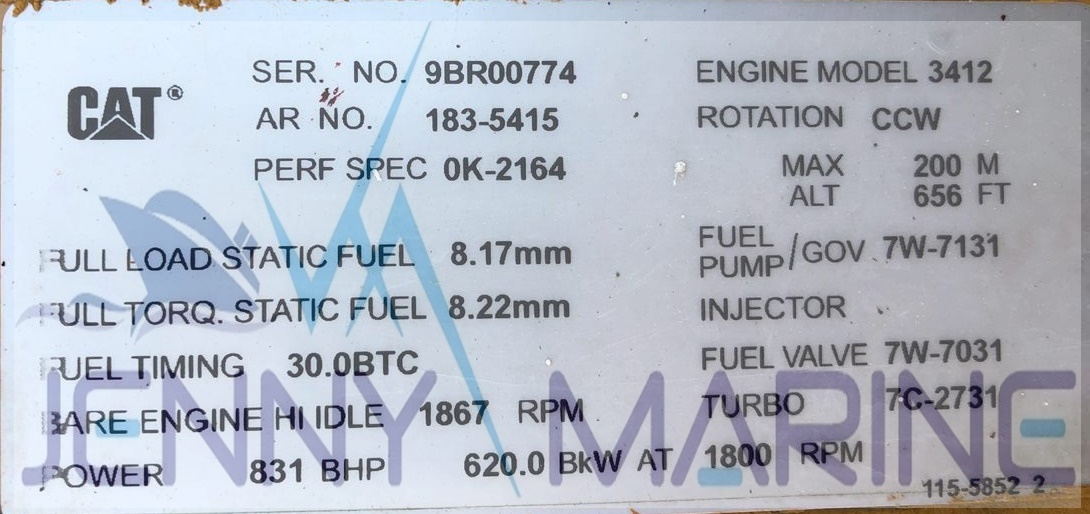 CAT®
SER. NO. 9BR00774
ENGINE MODEL 3412
AR NO. 183-5415
ROTATION CCW
PERF SPEC 0K-2164
MAX ALT 200 M
656 FT
FULL LOAD STATIC FUEL 8.17mm
FUEL PUMP/GOV 7W-7131
FULL TORQ. STATIC FUEL 8.22mm
INJECTOR
FUEL TIMING 30.0BTC
FUEL VALVE 7W-7031
BARE ENGINE HI IDLE 1867 RPM
TURBO 7C-2731
POWER 831 BHP 620.0 BkW AT 1800 RPM
115-5852 2
JENNY MARINE